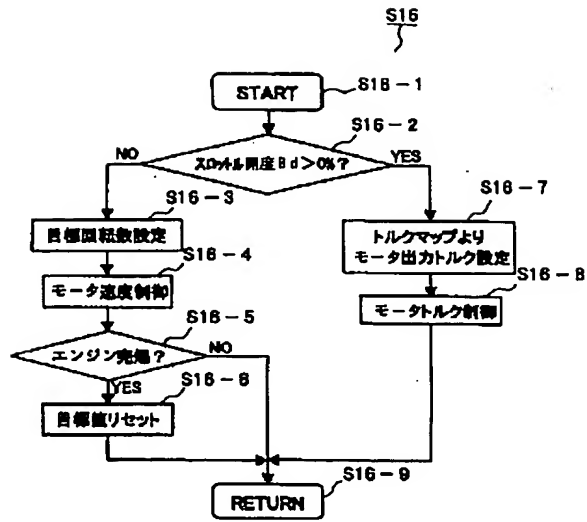 S16
START
S16-1
S16-2
スロットル開度θd>0%?
NO
YES
S16-3
目標回転数設定
S16-4
モータ速度制御
S16-5
エンジン完爆?
NO
YES
S16-6
目標値リセット
S16-7
トルクマップより
モータ出力トルク設定
S16-8
モータトルク制御
S16-9
RETURN